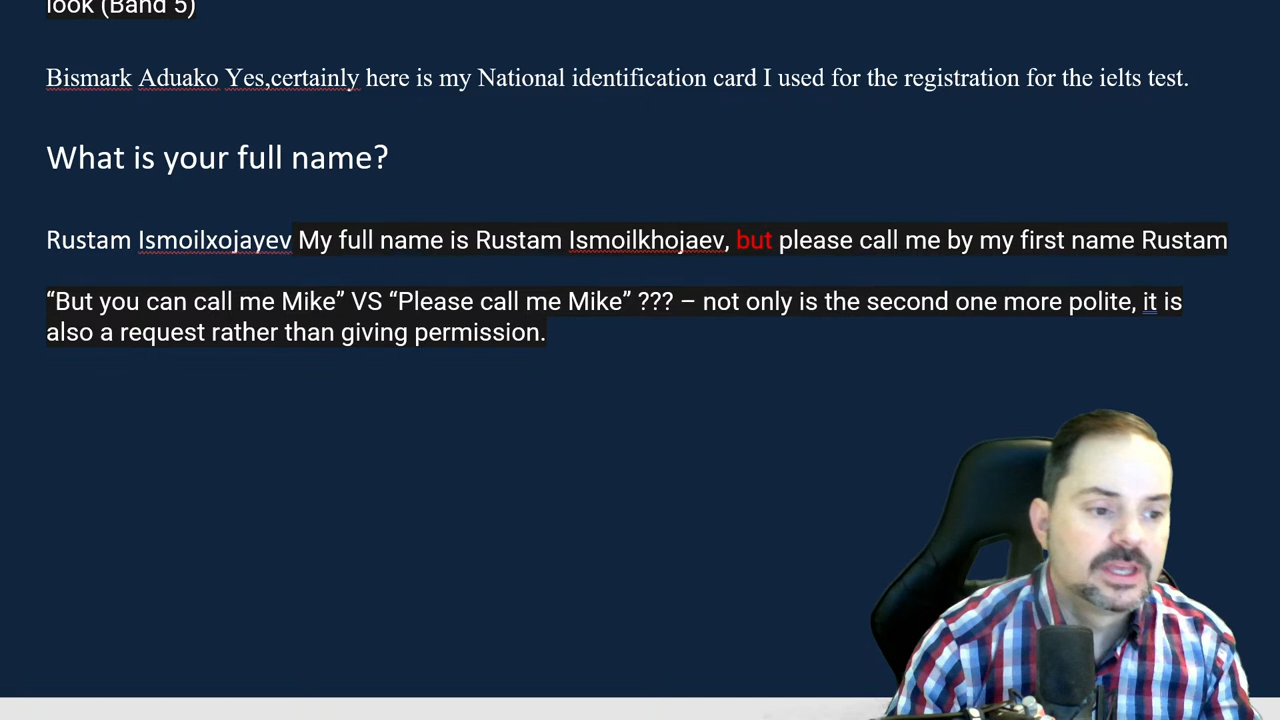 look (Band 5)
Bismark Aduako Yes,certainly here is my National identification card I used for the registration for the ielts test.
What is your full name?
Rustam Ismoilxojayev My full name is Rustam Ismoilkhojaev, but please call me by my first name Rustam
“But you can call me Mike” VS “Please call me Mike” ??? – not only is the second one more polite, it is
also a request rather than giving permission.